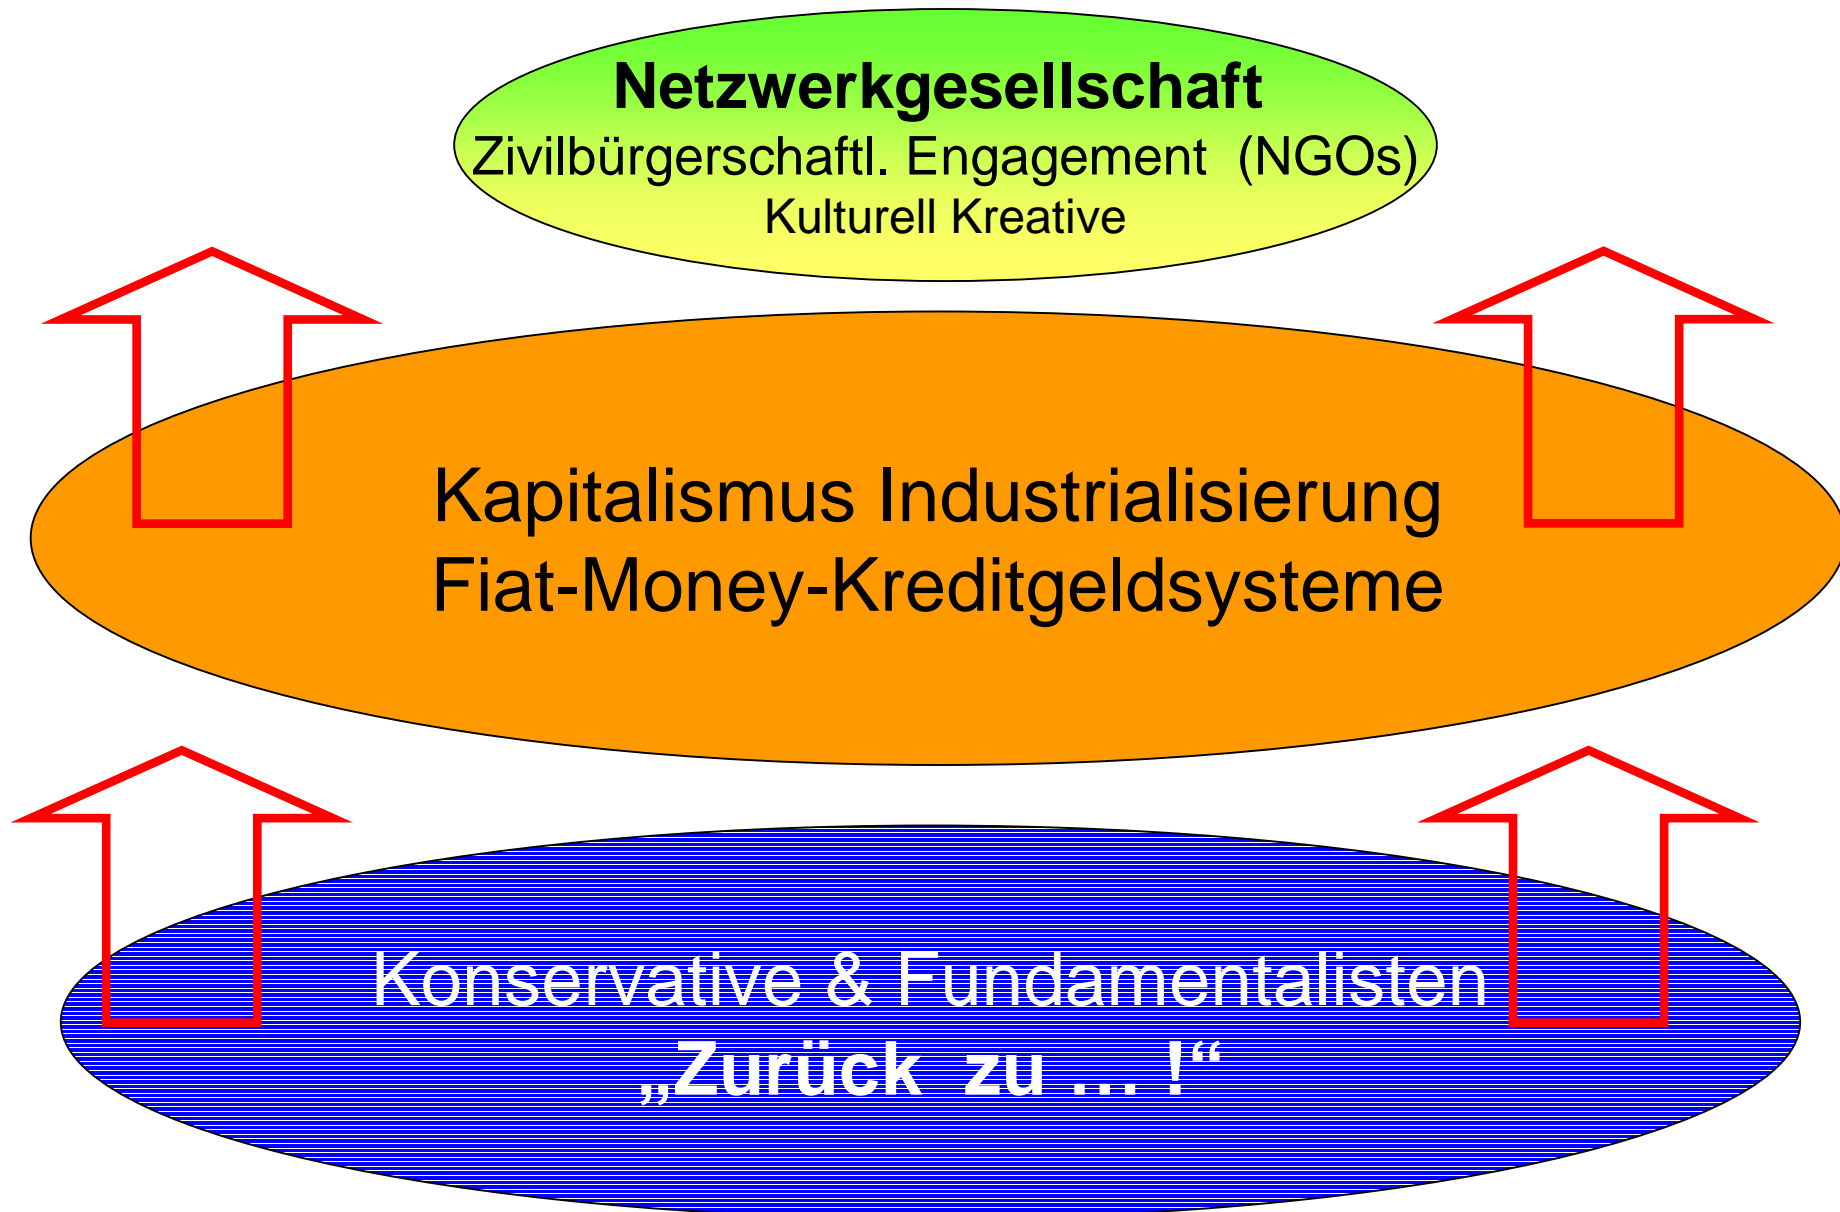 Netzwerkgesellschaft
Zivilbürgerschaftl. Engagement (NGOs)
Kulturell Kreative
Kapitalismus Industrialisierung
Fiat-Money-Kreditgeldsysteme
Konservative & Fundamentalisten
„Zurück zu … !“